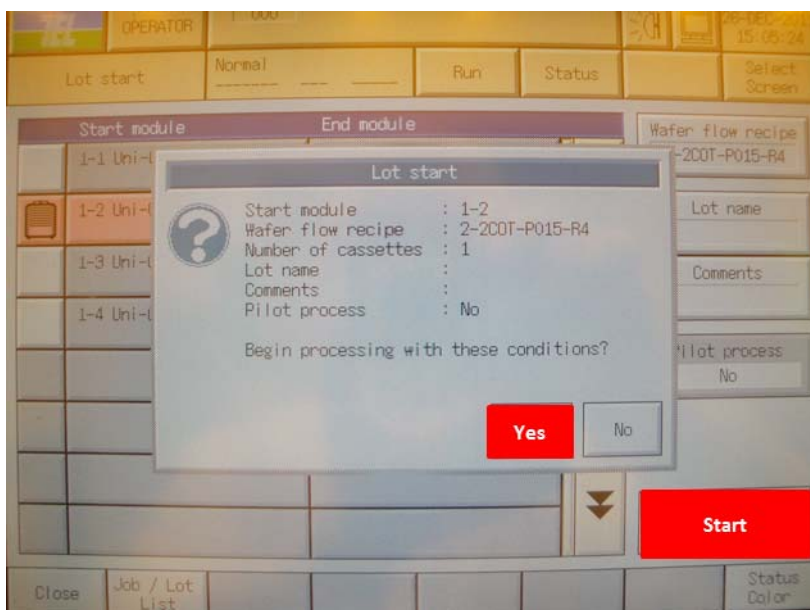 TEL
OPERATOR
26-DEC-201
15:05:24
Lot start
Normal
Run
Status
Select
Screen
Start module
End module
Wafer flow recipe
-2COT-P015-R4
1-1 Uni-
1-2 Uni-
1-3 Uni-
1-4 Uni-
Lot name
Comments
Pilot process
No
Lot start
Start module : 1-2
Wafer flow recipe : 2-2COT-P015-R4
Number of cassettes : 1
Lot name :
Comments :
Pilot process : No
Begin processing with these conditions?
Yes
No
Start
Close
Job / Lot
List
Status
Color